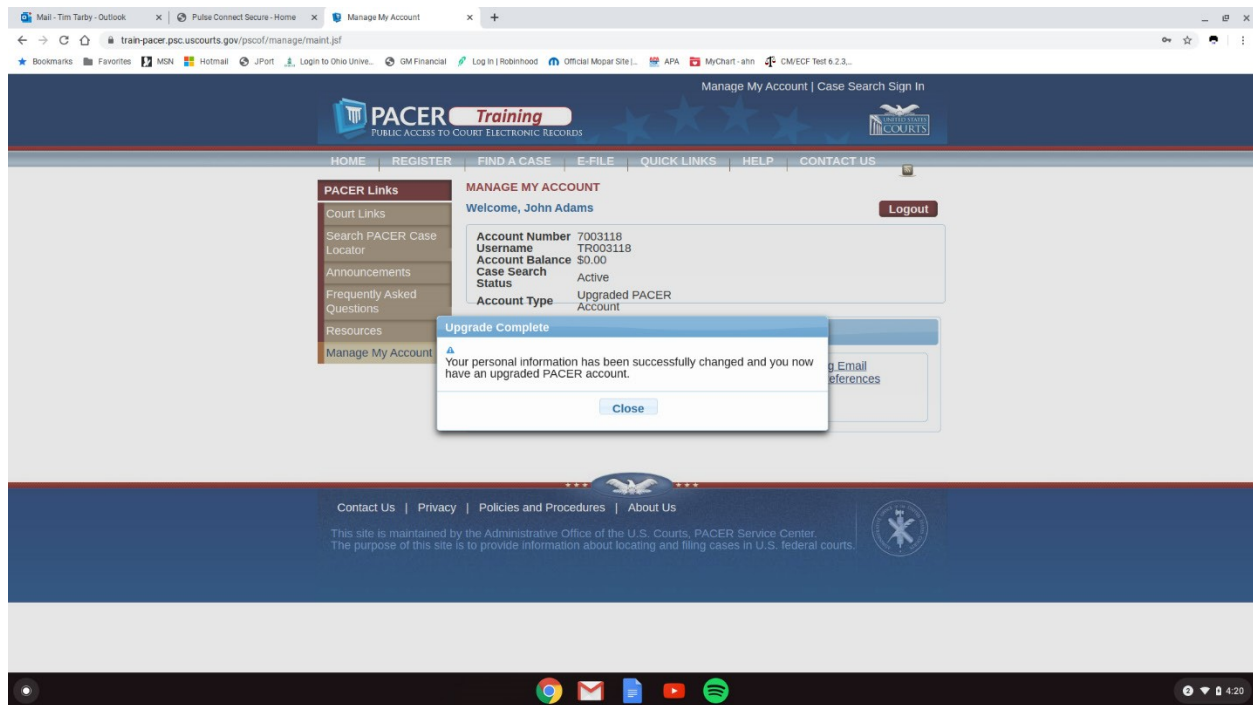 Mail - Tim Tarby - Outlook
Pulse Connect Secure - Home
Manage My Account
train-pacer.psc.uscourts.gov/pscof/manage/maint.jsf
Bookmarks Favorites MSN Hotmail JPort Login to Ohio Unive... GM Financial Log In | Robinhood Official Mopar Site |... APA MyChart - ahn CM/ECF Test 6.2.3,...
Manage My Account | Case Search Sign In
PACER Training
PUBLIC ACCESS TO COURT ELECTRONIC RECORDS
UNITED STATES
COURTS
HOME REGISTER FIND A CASE E-FILE QUICK LINKS HELP CONTACT US
PACER Links
Court Links
Search PACER Case
Locator
Announcements
Frequently Asked
Questions
Resources
Manage My Account
MANAGE MY ACCOUNT
Welcome, John Adams
Logout
Account Number 7003118
Username TR003118
Account Balance $0.00
Case Search
Status Active
Account Type Upgraded PACER
Account
Upgrade Complete
Your personal information has been successfully changed and you now
have an upgraded PACER account.
Close
g Email
eferences
Contact Us | Privacy | Policies and Procedures | About Us
This site is maintained by the Administrative Office of the U.S. Courts, PACER Service Center.
The purpose of this site is to provide information about locating and filing cases in U.S. federal courts.
2 4:20